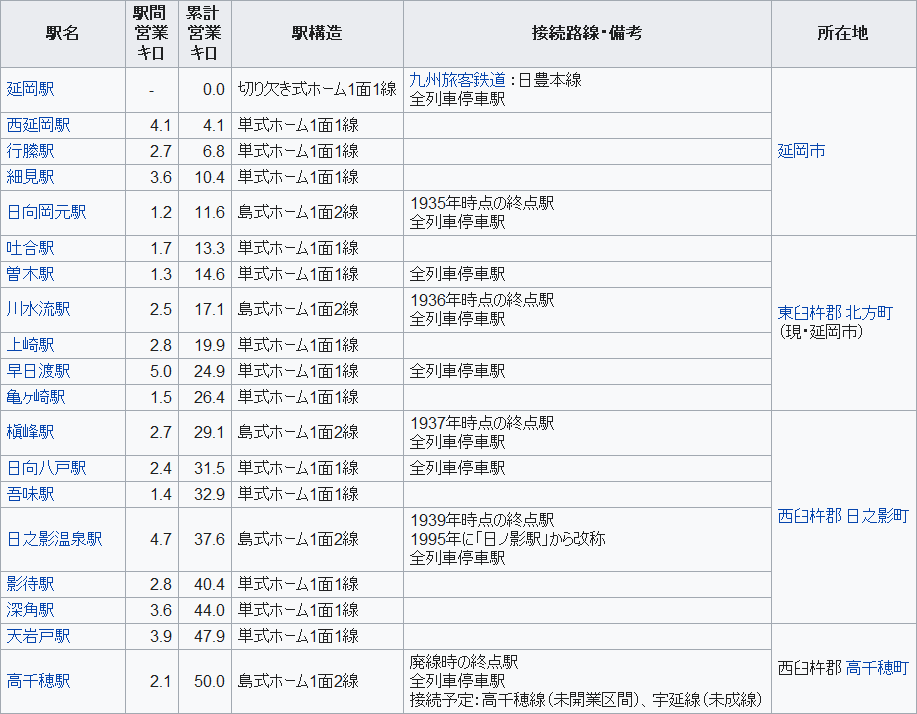 駅名 駅間営業キロ 累計営業キロ 駅構造 接続路線・備考 所在地
延岡駅 - 0.0 切り欠き式ホーム1面1線 九州旅客鉄道：日豊本線
全列車停車駅
延岡市
西延岡駅 4.1 4.1 単式ホーム1面1線
行縢駅 2.7 6.8 単式ホーム1面1線
細見駅 3.6 10.4 単式ホーム1面1線
日向岡元駅 1.2 11.6 島式ホーム1面2線 1935年時点の終点駅
全列車停車駅
吐合駅 1.7 13.3 単式ホーム1面1線
曽木駅 1.3 14.6 単式ホーム1面1線 全列車停車駅
川水流駅 2.5 17.1 島式ホーム1面2線 1936年時点の終点駅
全列車停車駅
東臼杵郡 北方町
（現・延岡市）
上崎駅 2.8 19.9 単式ホーム1面1線
早日渡駅 5.0 24.9 単式ホーム1面1線 全列車停車駅
亀ヶ崎駅 1.5 26.4 単式ホーム1面1線
槇峰駅 2.7 29.1 島式ホーム1面2線 1937年時点の終点駅
全列車停車駅
日向八戸駅 2.4 31.5 単式ホーム1面1線 全列車停車駅
吾味駅 1.4 32.9 単式ホーム1面1線
西臼杵郡 日之影町
日之影温泉駅 4.7 37.6 島式ホーム1面2線 1939年時点の終点駅
1995年に「日ノ影駅」から改称
全列車停車駅
影待駅 2.8 40.4 単式ホーム1面1線
深角駅 3.6 44.0 単式ホーム1面1線
天岩戸駅 3.9 47.9 単式ホーム1面1線
高千穂駅 2.1 50.0 島式ホーム1面2線 廃線時の終点駅
全列車停車駅
接続予定：高千穂線（未開業区間）、宇延線（未成線）
西臼杵郡 高千穂町